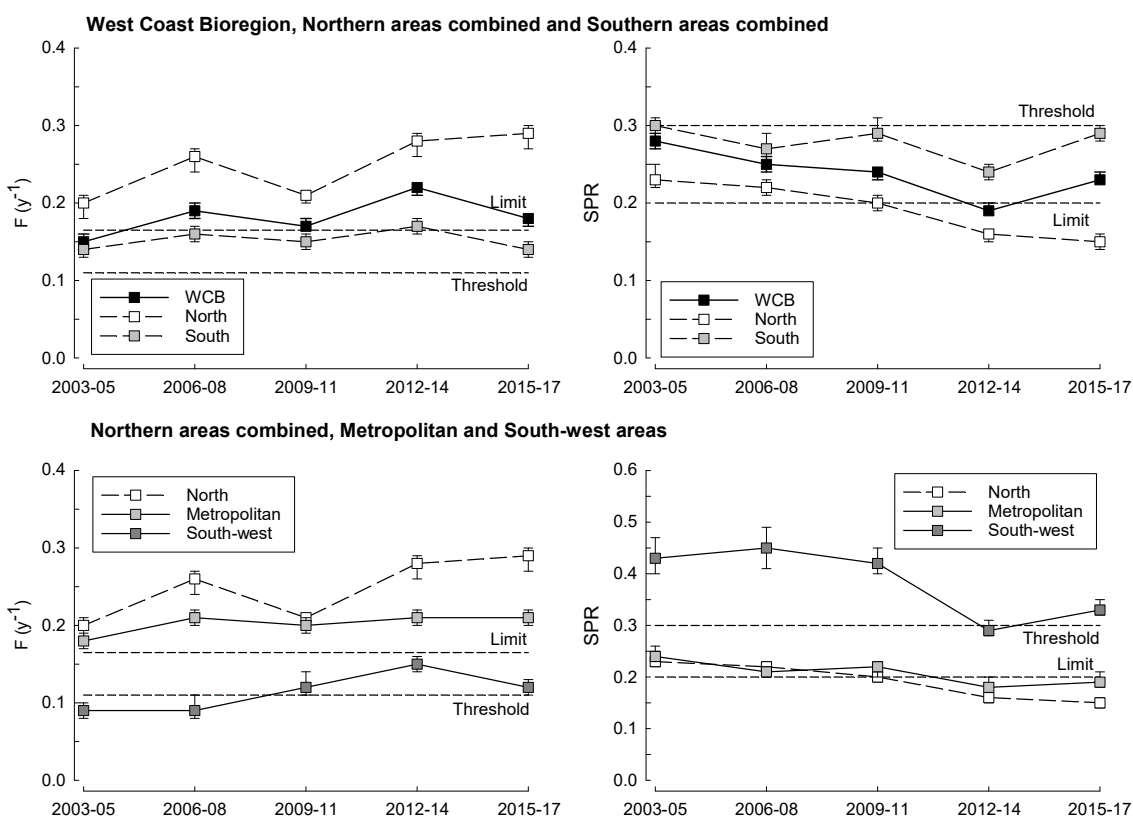 West Coast Bioregion, Northern areas combined and Southern areas combined
F (y⁻¹)
0.4
0.3
0.2
0.1
0.0
Limit
Threshold
WCB
North
South
2003-05 2006-08 2009-11 2012-14 2015-17
SPR
0.4
0.3
0.2
0.1
0.0
Threshold
Limit
WCB
North
South
2003-05 2006-08 2009-11 2012-14 2015-17
Northern areas combined, Metropolitan and South-west areas
F (y⁻¹)
0.4
0.3
0.2
0.1
0.0
North
Metropolitan
South-west
Limit
Threshold
2003-05 2006-08 2009-11 2012-14 2015-17
SPR
0.6
0.5
0.4
0.3
0.2
0.1
0.0
North
Metropolitan
South-west
Threshold
Limit
2003-05 2006-08 2009-11 2012-14 2015-17